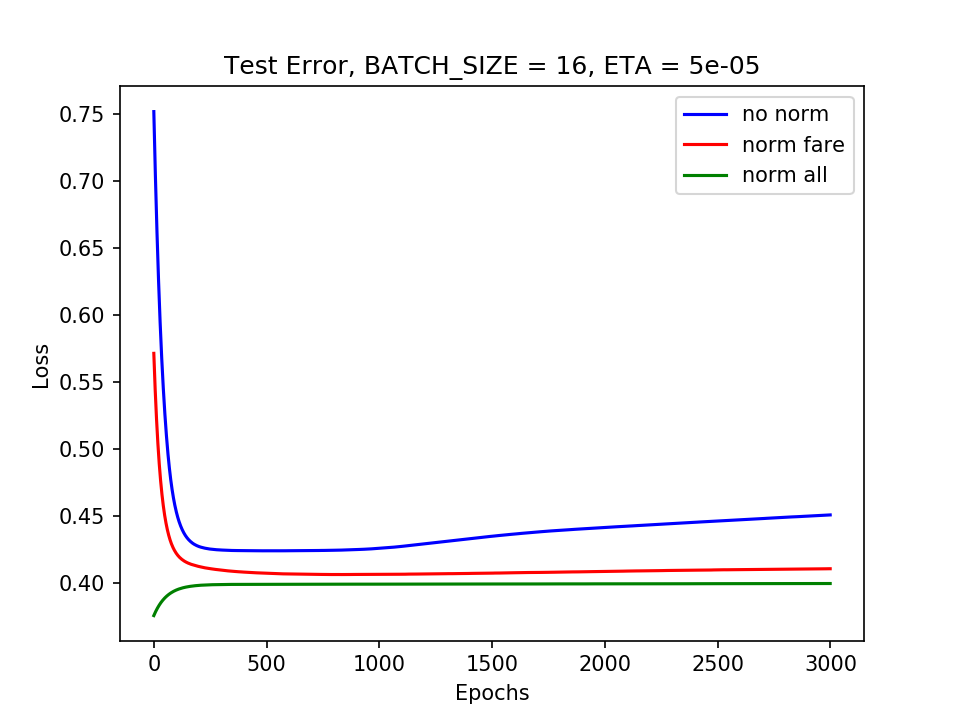 Test Error, BATCH_SIZE = 16, ETA = 5e-05
no norm
norm fare
norm all
0.75
0.70
0.65
0.60
0.55
0.50
0.45
0.40
Loss
0 500 1000 1500 2000 2500 3000
Epochs